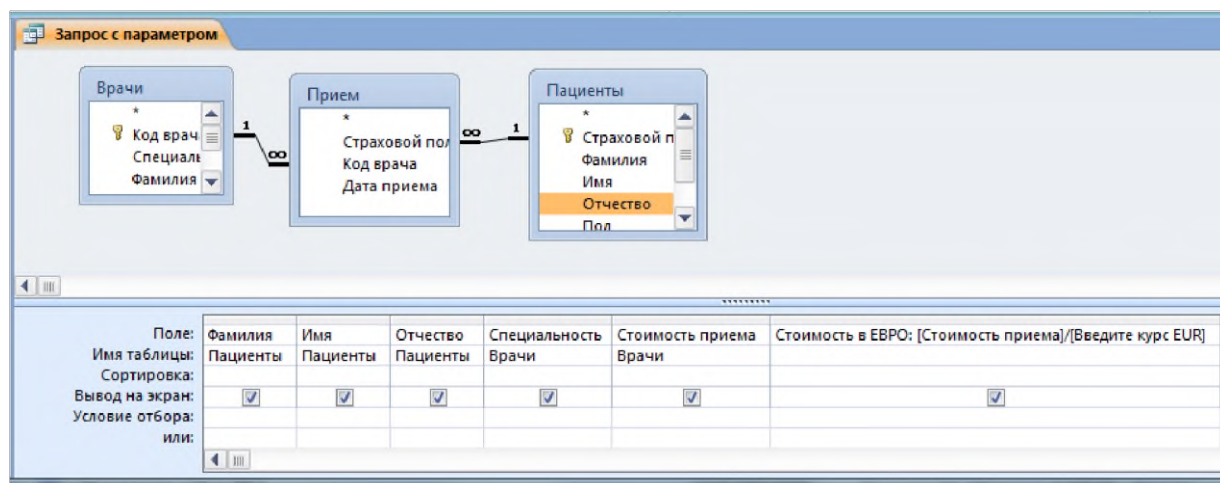 Запрос с параметром
Врачи
*
Код врач
Специаль
Фамилия
1
∞
Прием
*
Страховой пол
Код врача
Дата приема
∞
1
Пациенты
*
Страховой п
Фамилия
Имя
Отчество
Пол
Поле: Фамилия Имя Отчество Специальность Стоимость приема Стоимость в ЕВРО: [Стоимость приема]/[Введите курс EUR]
Имя таблицы: Пациенты Пациенты Пациенты Врачи Врачи
Сортировка:
Вывод на экран:
Условие отбора:
или: